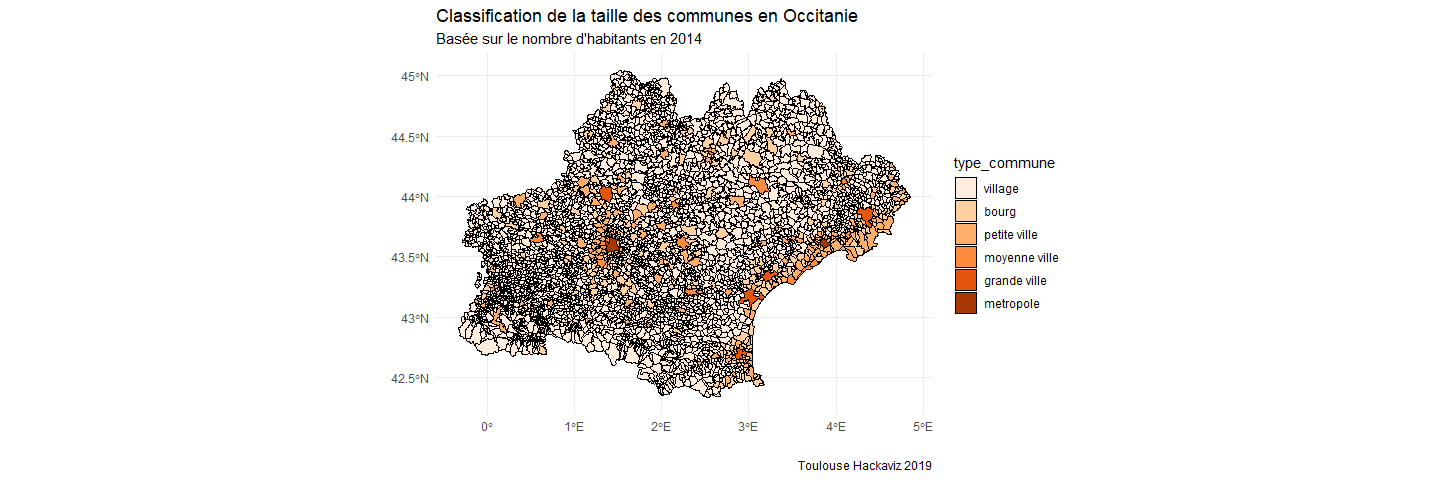 Classification de la taille des communes en Occitanie
Basée sur le nombre d'habitants en 2014
45°N
44.5°N
44°N
43.5°N
43°N
42.5°N
0°
1°E
2°E
3°E
4°E
5°E
type_commune
village
bourg
petite ville
moyenne ville
grande ville
metropole
Toulouse Hackaviz 2019